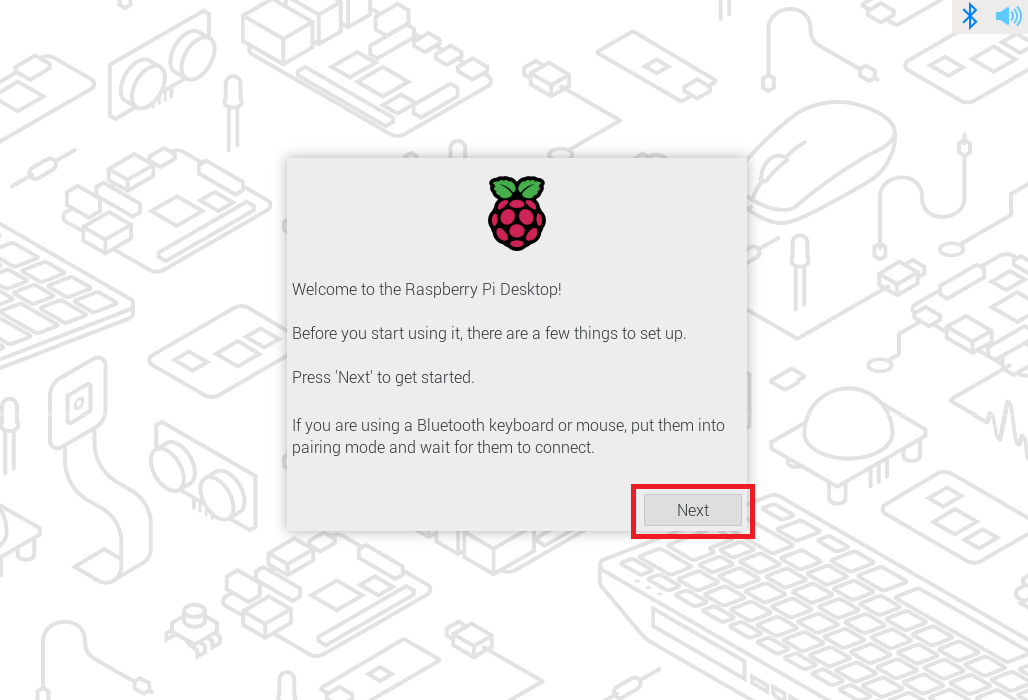 Welcome to the Raspberry Pi Desktop!
Before you start using it, there are a few things to set up.
Press 'Next' to get started.
If you are using a Bluetooth keyboard or mouse, put them into
pairing mode and wait for them to connect.
Next